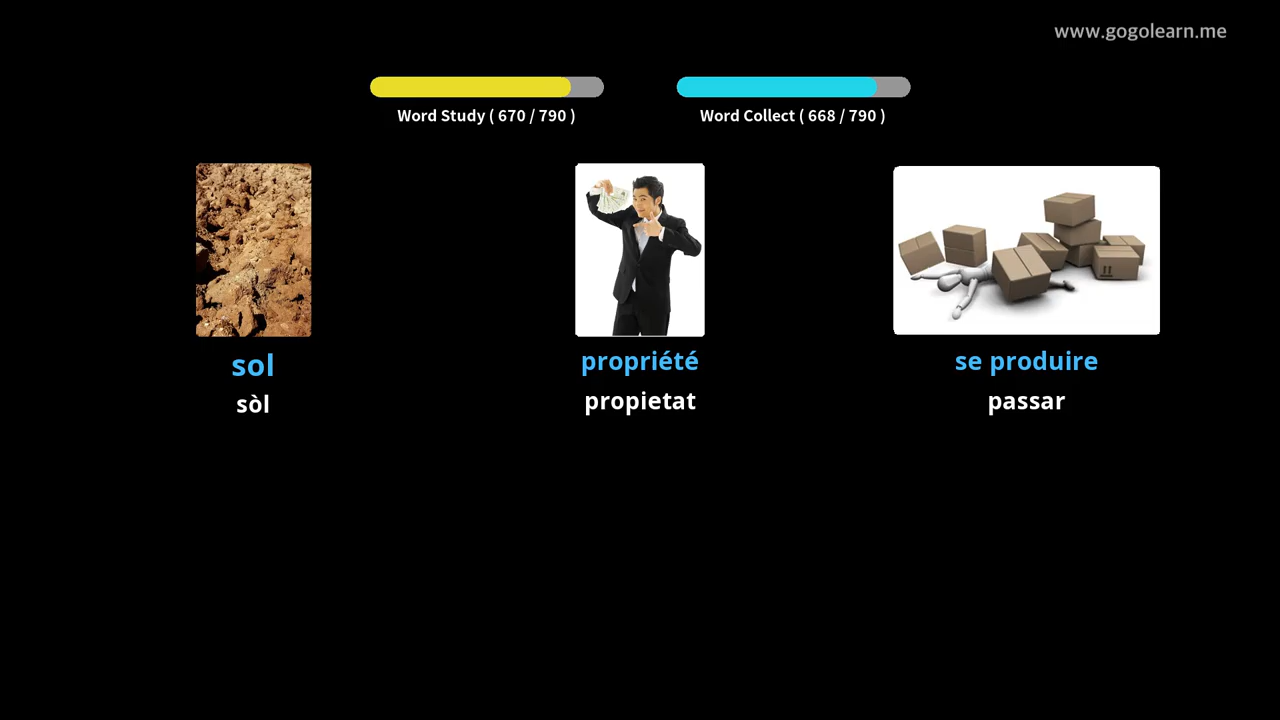 www.gogolearn.me
Word Study ( 670 / 790 )
Word Collect ( 668 / 790 )
sol
sòl
propriété
propietat
se produire
passar